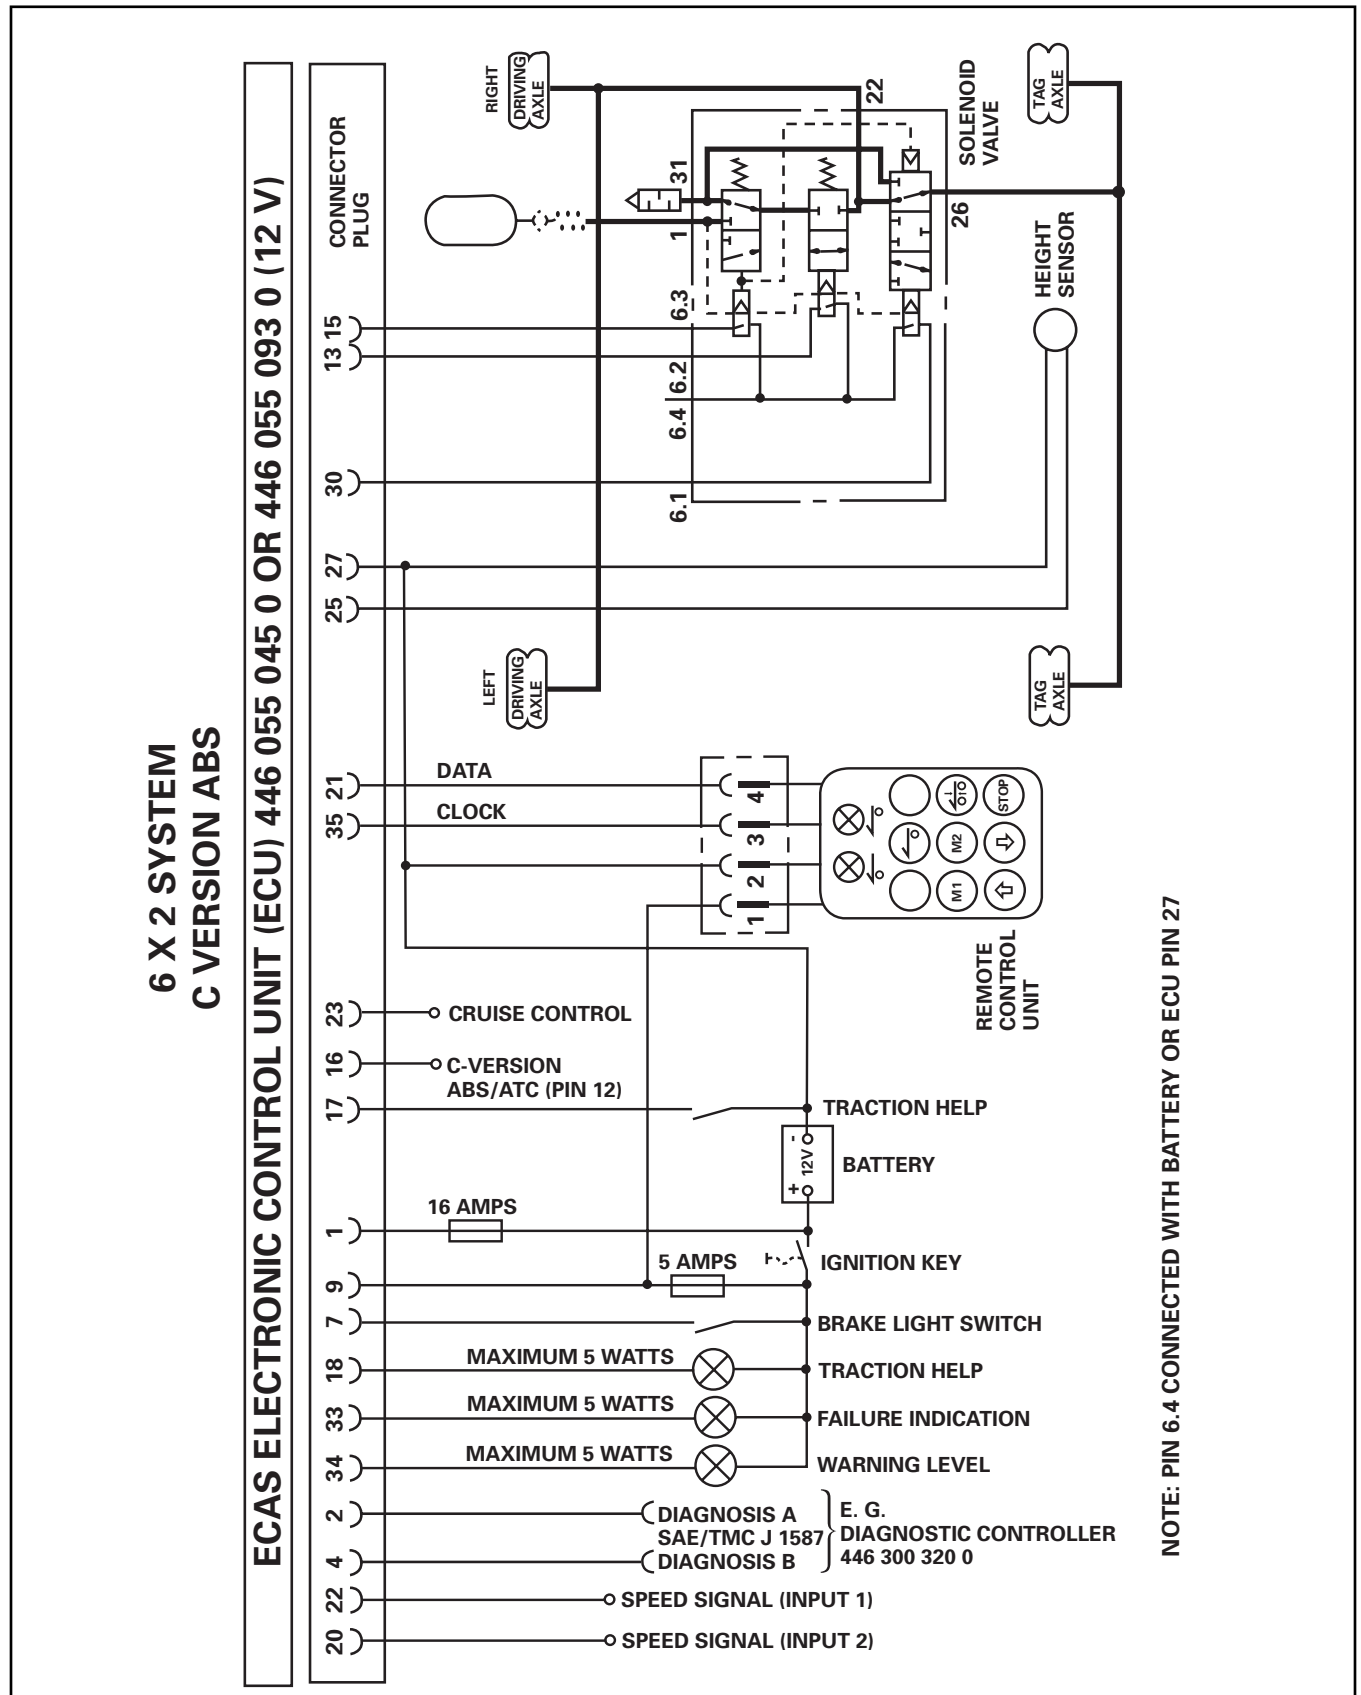 6 X 2 SYSTEM
C VERSION ABS
ECAS ELECTRONIC CONTROL UNIT (ECU) 446 055 045 0 OR 446 055 093 0 (12 V)
CONNECTOR
PLUG
15
13
30
27
25
21
35
23
16
17
1
9
7
18
33
34
2
4
22
20
RIGHT
DRIVING
AXLE
LEFT
DRIVING
AXLE
TAG
AXLE
TAG
AXLE
22
SOLENOID
VALVE
31
1
26
6.3
6.2
6.4
6.1
HEIGHT
SENSOR
DATA
CLOCK
4
3
2
1
M1
M2
STOP
REMOTE
CONTROL
UNIT
CRUISE CONTROL
C-VERSION
ABS/ATC (PIN 12)
TRACTION HELP
- 12V +
BATTERY
16 AMPS
5 AMPS
IGNITION KEY
BRAKE LIGHT SWITCH
MAXIMUM 5 WATTS
TRACTION HELP
MAXIMUM 5 WATTS
FAILURE INDICATION
MAXIMUM 5 WATTS
WARNING LEVEL
DIAGNOSIS A
SAE/TMC J 1587
DIAGNOSIS B
E. G.
DIAGNOSTIC CONTROLLER
446 300 320 0
SPEED SIGNAL (INPUT 1)
SPEED SIGNAL (INPUT 2)
NOTE: PIN 6.4 CONNECTED WITH BATTERY OR ECU PIN 27